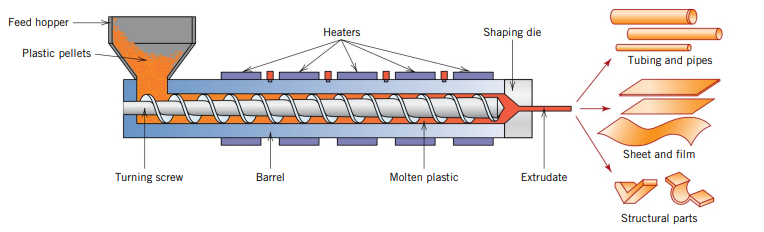 Feed hopper
Plastic pellets
Heaters
Shaping die
Tubing and pipes
Sheet and film
Turning screw
Barrel
Molten plastic
Extrudate
Structural parts